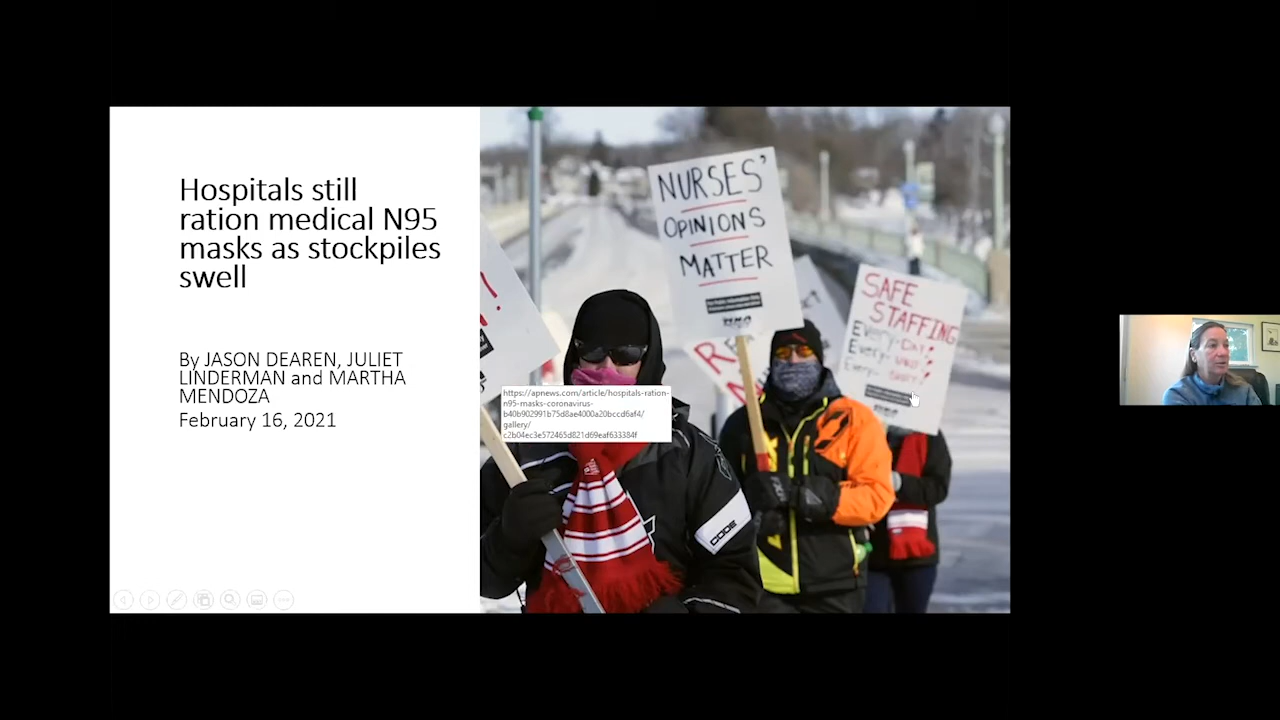 Hospitals still
ration medical N95
masks as stockpiles
swell
By JASON DEAREN, JULIET
LINDERMAN and MARTHA
MENDOZA
February 16, 2021
NURSES'
OPINIONS
MATTER
SAFE
STAFFING
Every-DAY!
Every-
Every-
https://apnews.com/article/hospitals-ration-
n95-masks-coronavirus-
b40b902991b75d8ae4000a20bccd6af4/
gallery/
c2b04ec3e572465d821d69eaf633384f
CODE